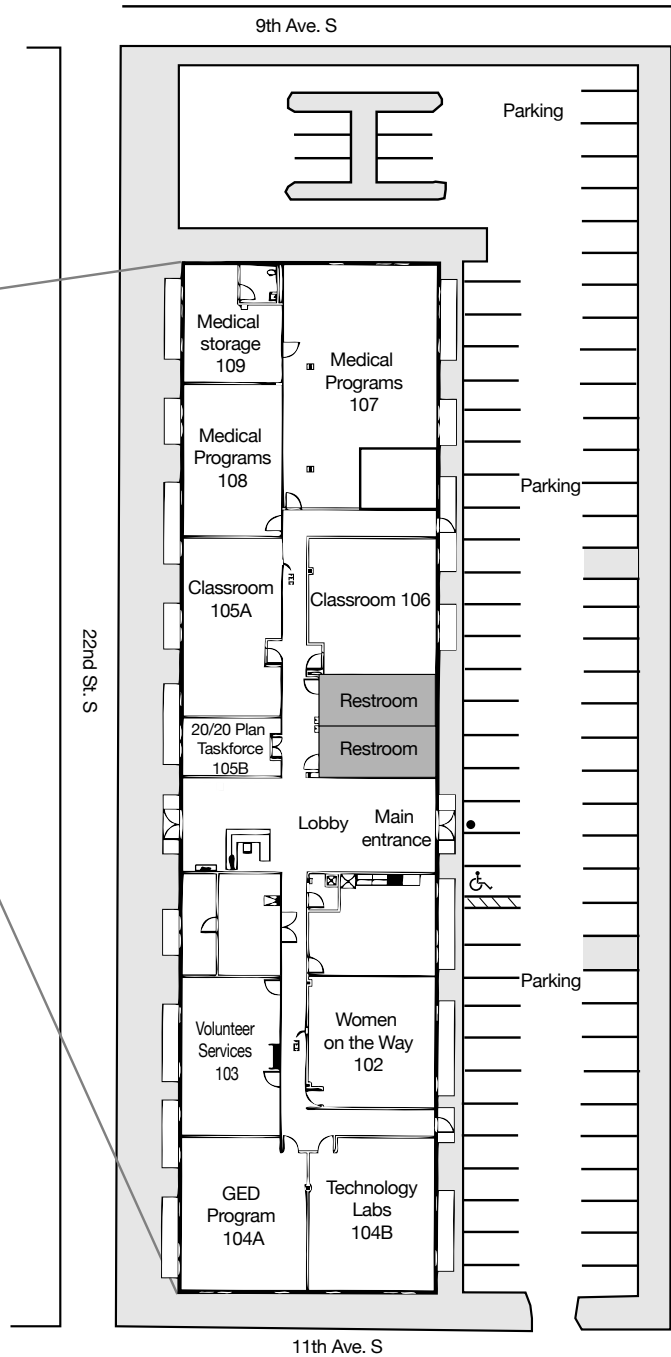 9th Ave. S
Parking
Medical
storage
109
Medical
Programs
107
Medical
Programs
108
Parking
Classroom
105A
FEC
Classroom 106
22nd St. S
Restroom
20/20 Plan
Taskforce
105B
Restroom
Lobby
Main
entrance
Parking
Volunteer
Services
103
FEC
Women
on the Way
102
GED
Program
104A
Technology
Labs
104B
11th Ave. S